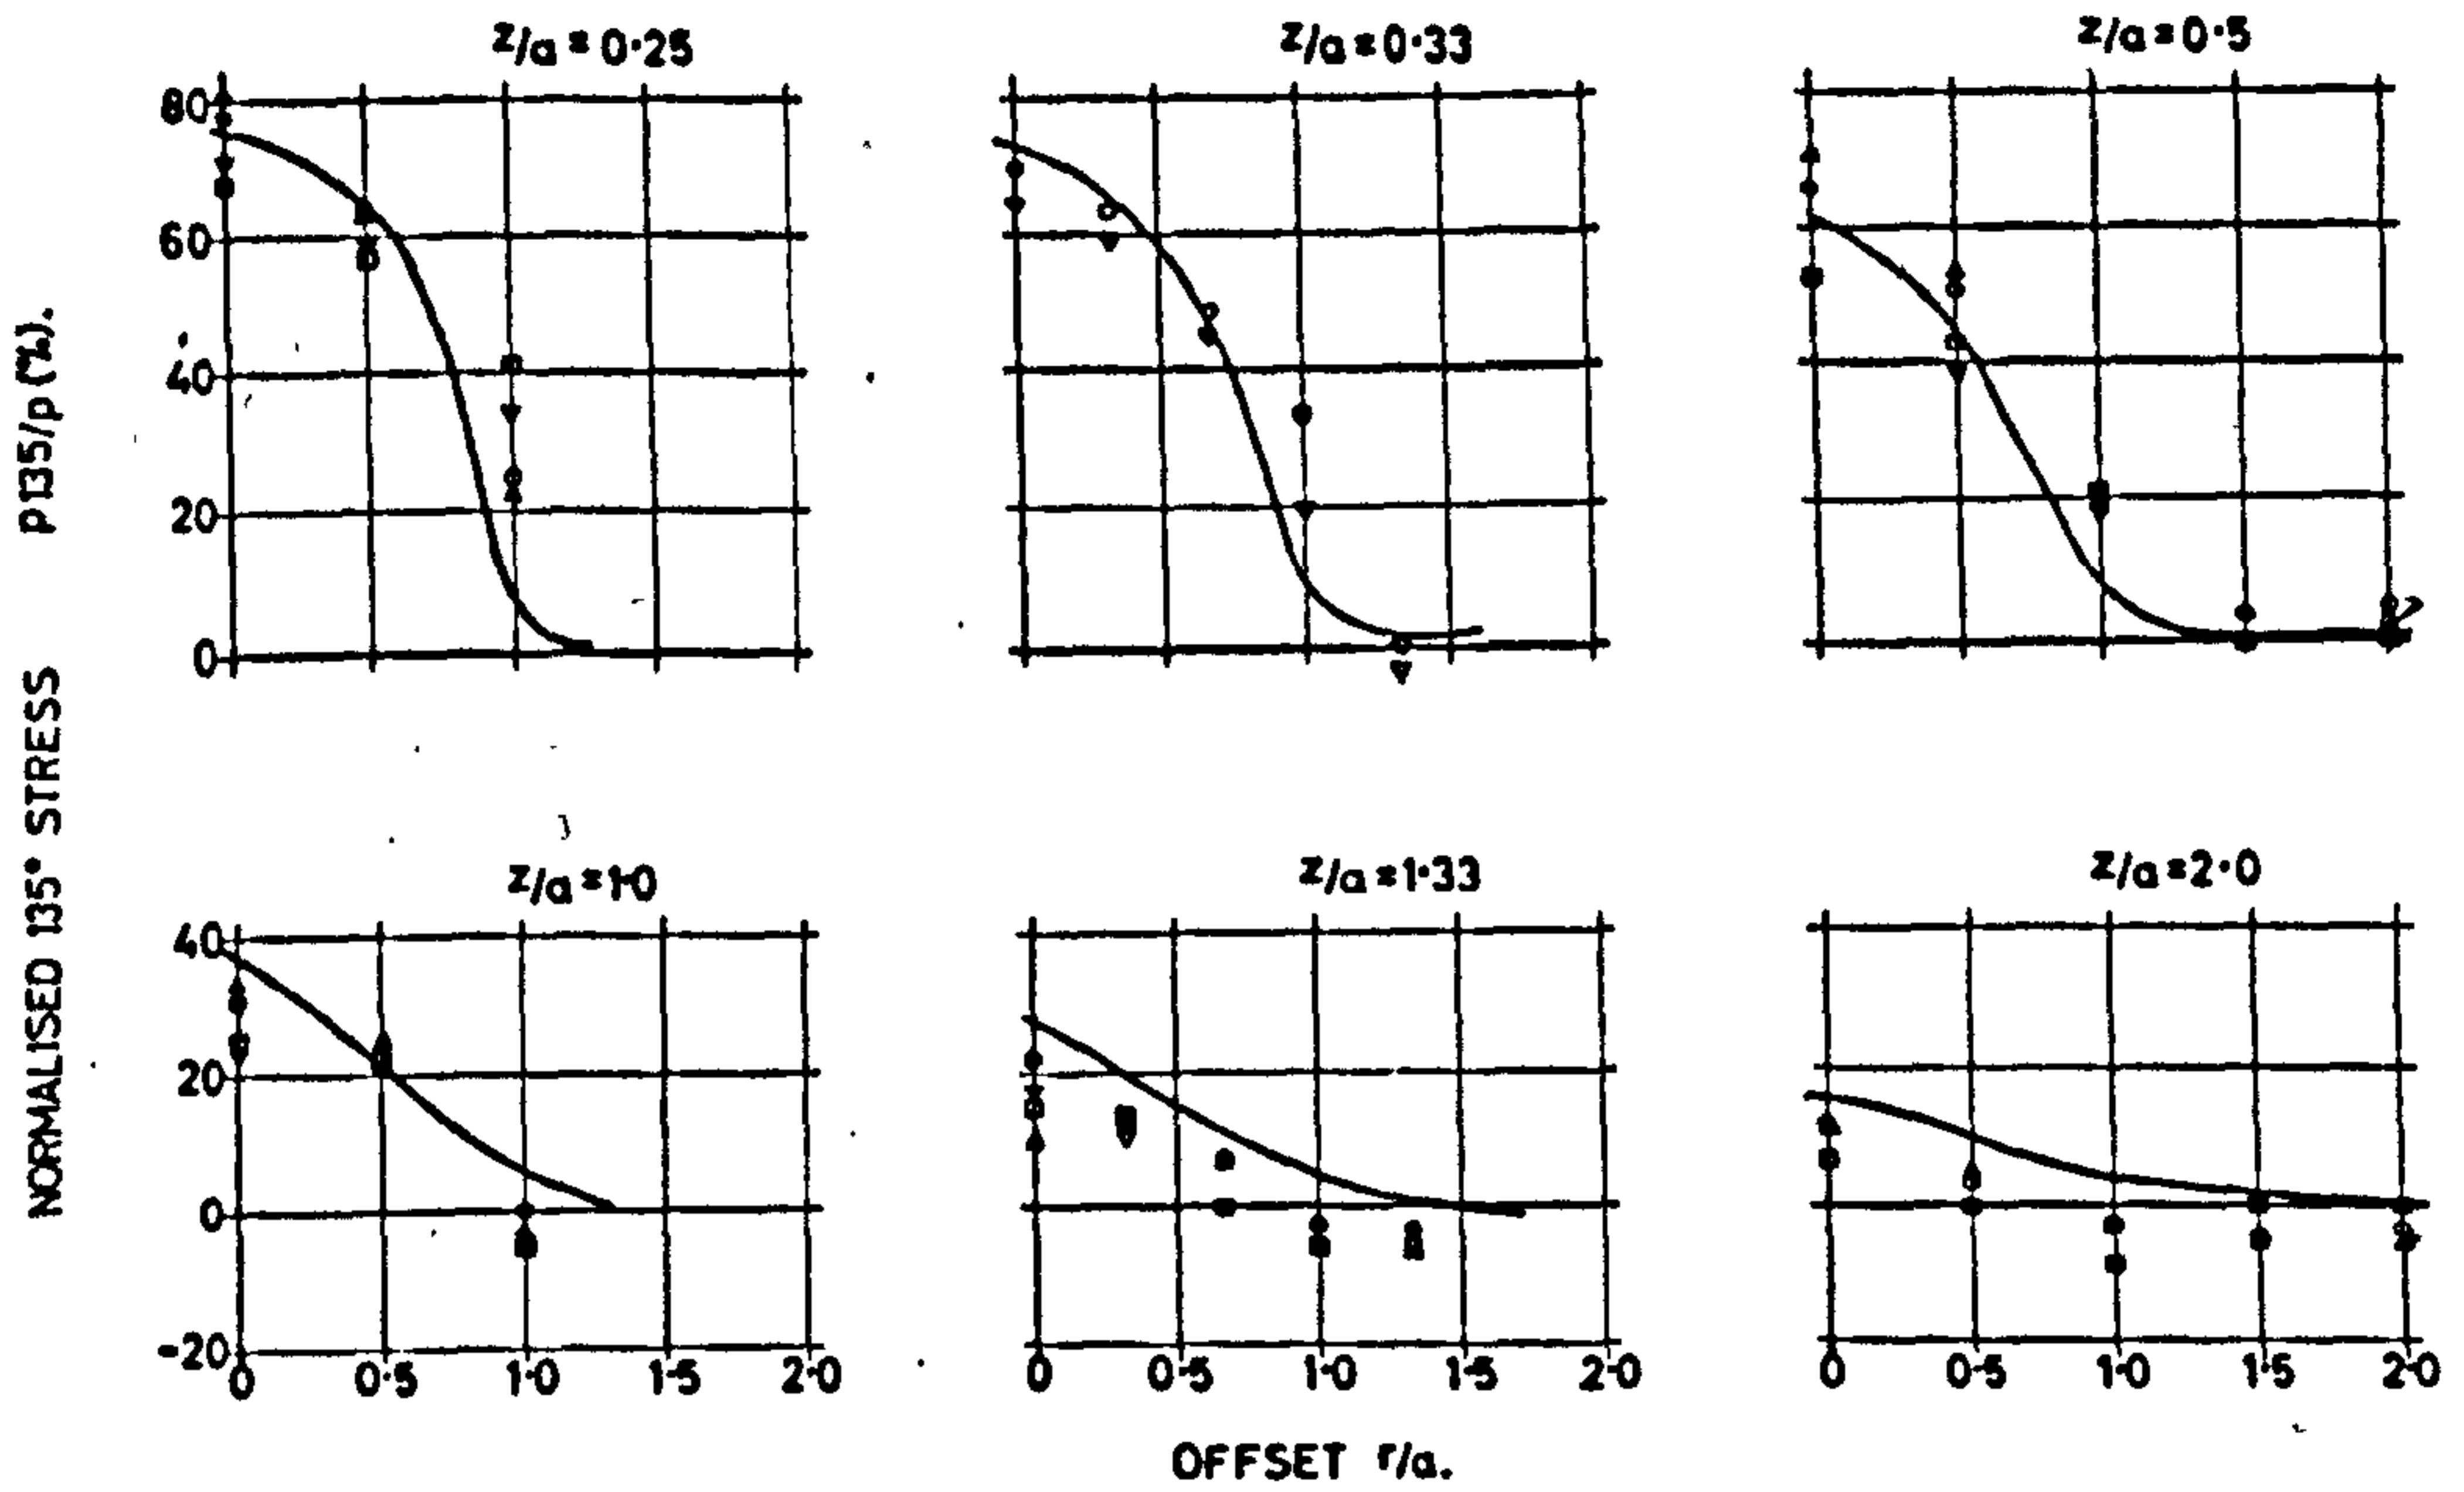 z/a = 0·25
z/a = 0·33
z/a = 0·5
80
60
40
20
0
NORMALISED 135° STRESS P135/p (%).
z/a = 1·0
z/a = 1·33
z/a = 2·0
40
20
0
-20
0 0·5 1·0 1·5 2·0
0 0·5 1·0 1·5 2·0
0 0·5 1·0 1·5 2·0
OFFSET r/a.